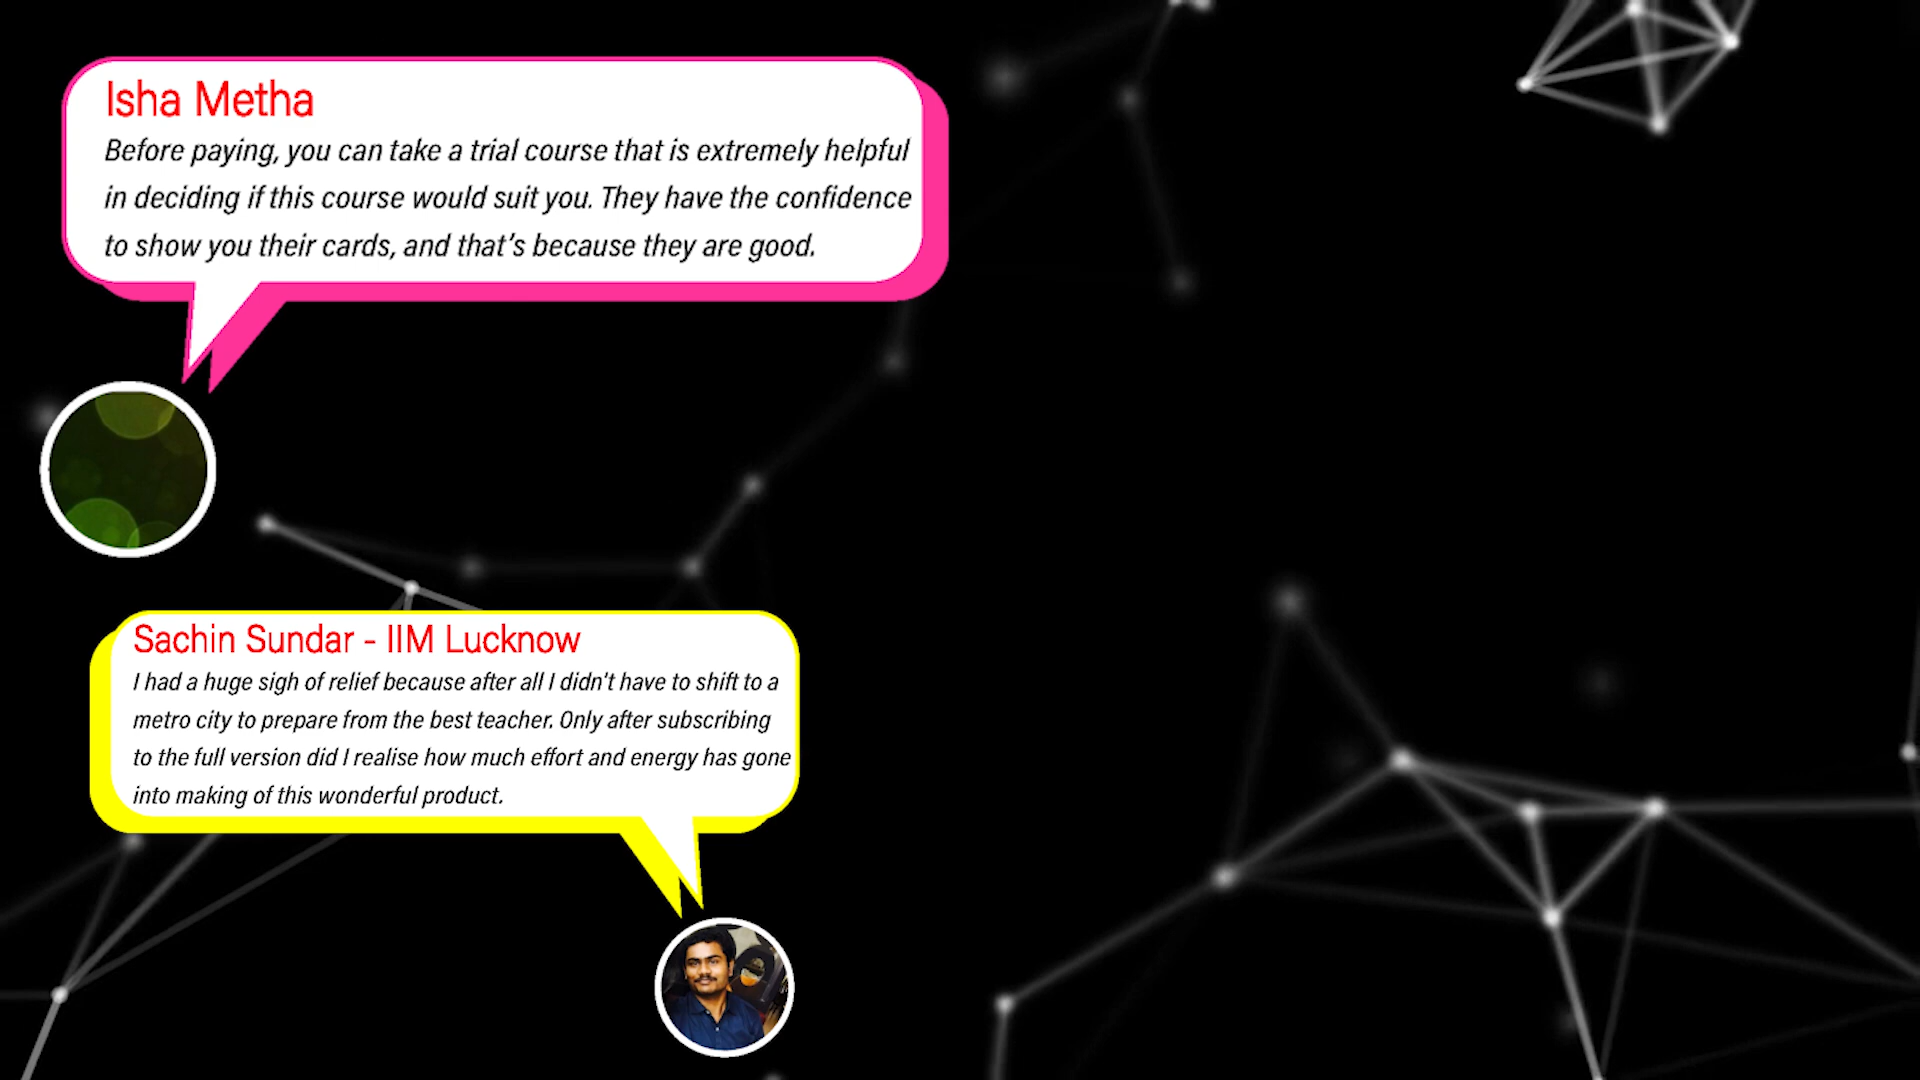 Isha Metha
Before paying, you can take a trial course that is extremely helpful
in deciding if this course would suit you. They have the confidence
to show you their cards, and that's because they are good.
Sachin Sundar - IIM Lucknow
I had a huge sigh of relief because after all I didn't have to shift to a
metro city to prepare from the best teacher. Only after subscribing
to the full version did I realise how much effort and energy has gone
into making of this wonderful product.